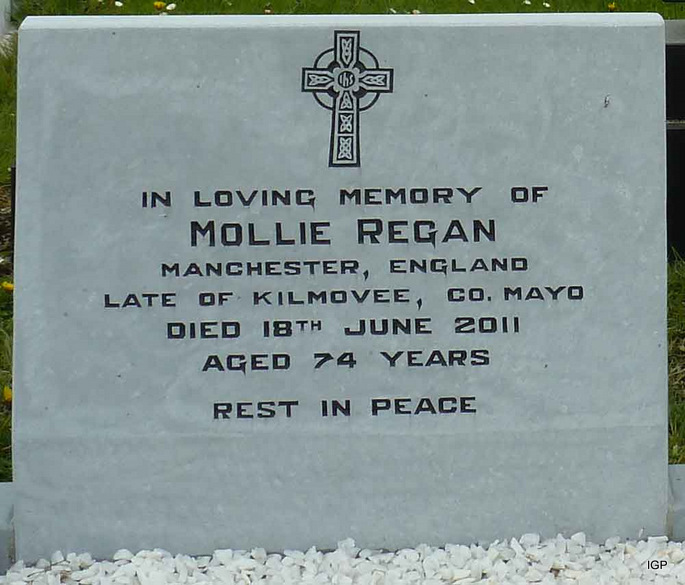 IHS
IN LOVING MEMORY OF
MOLLIE REGAN
MANCHESTER, ENGLAND
LATE OF KILMOVEE, CO. MAYO
DIED 18TH JUNE 2011
AGED 74 YEARS
REST IN PEACE
IGP